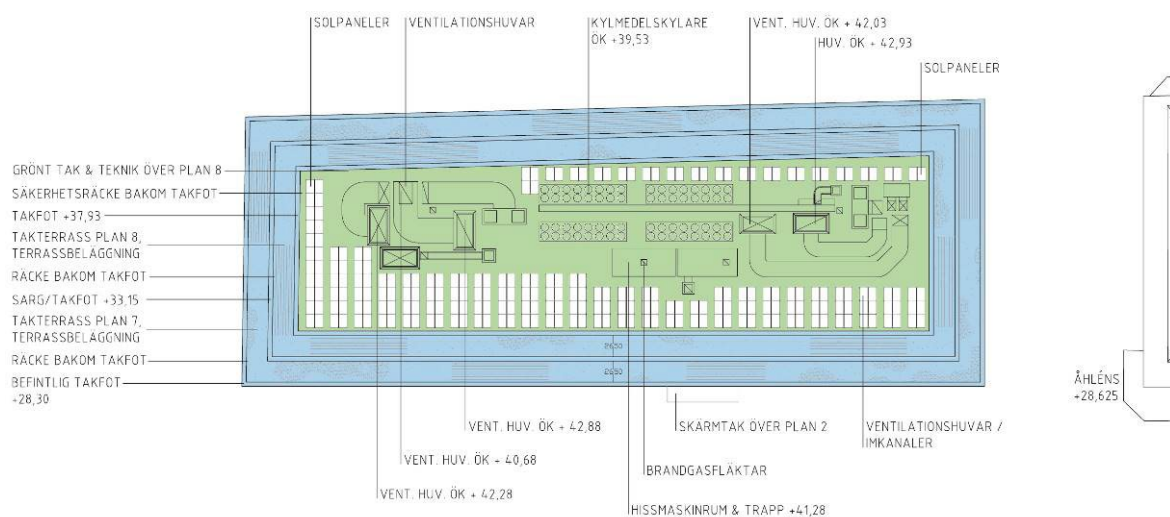 SOLPANELER
VENTILATIONSHUVAR
KYLMEDELSKYLARE
ÖK +39,53
VENT. HUV. ÖK + 42,03
HUV. ÖK + 42,93
SOLPANELER
GRÖNT TAK & TEKNIK ÖVER PLAN 8
SÄKERHETSRÄCKE BAKOM TAKFOT
TAKFOT +37,93
TAKTERRASS PLAN 8,
TERRASSBELÄGGNING
RÄCKE BAKOM TAKFOT
SARG/TAKFOT +33,15
TAKTERRASS PLAN 7,
TERRASSBELÄGGNING
RÄCKE BAKOM TAKFOT
BEFINTLIG TAKFOT
+28,30
ÅHLÉNS
+28,625
VENT. HUV. ÖK + 42,88
VENT. HUV. ÖK + 40,68
VENT. HUV. ÖK + 42,28
SKÄRMTAK ÖVER PLAN 2
BRANDGASFLÄKTAR
HISSMASKINRUM & TRAPP +41,28
VENTILATIONSHUVAR /
IMKANALER